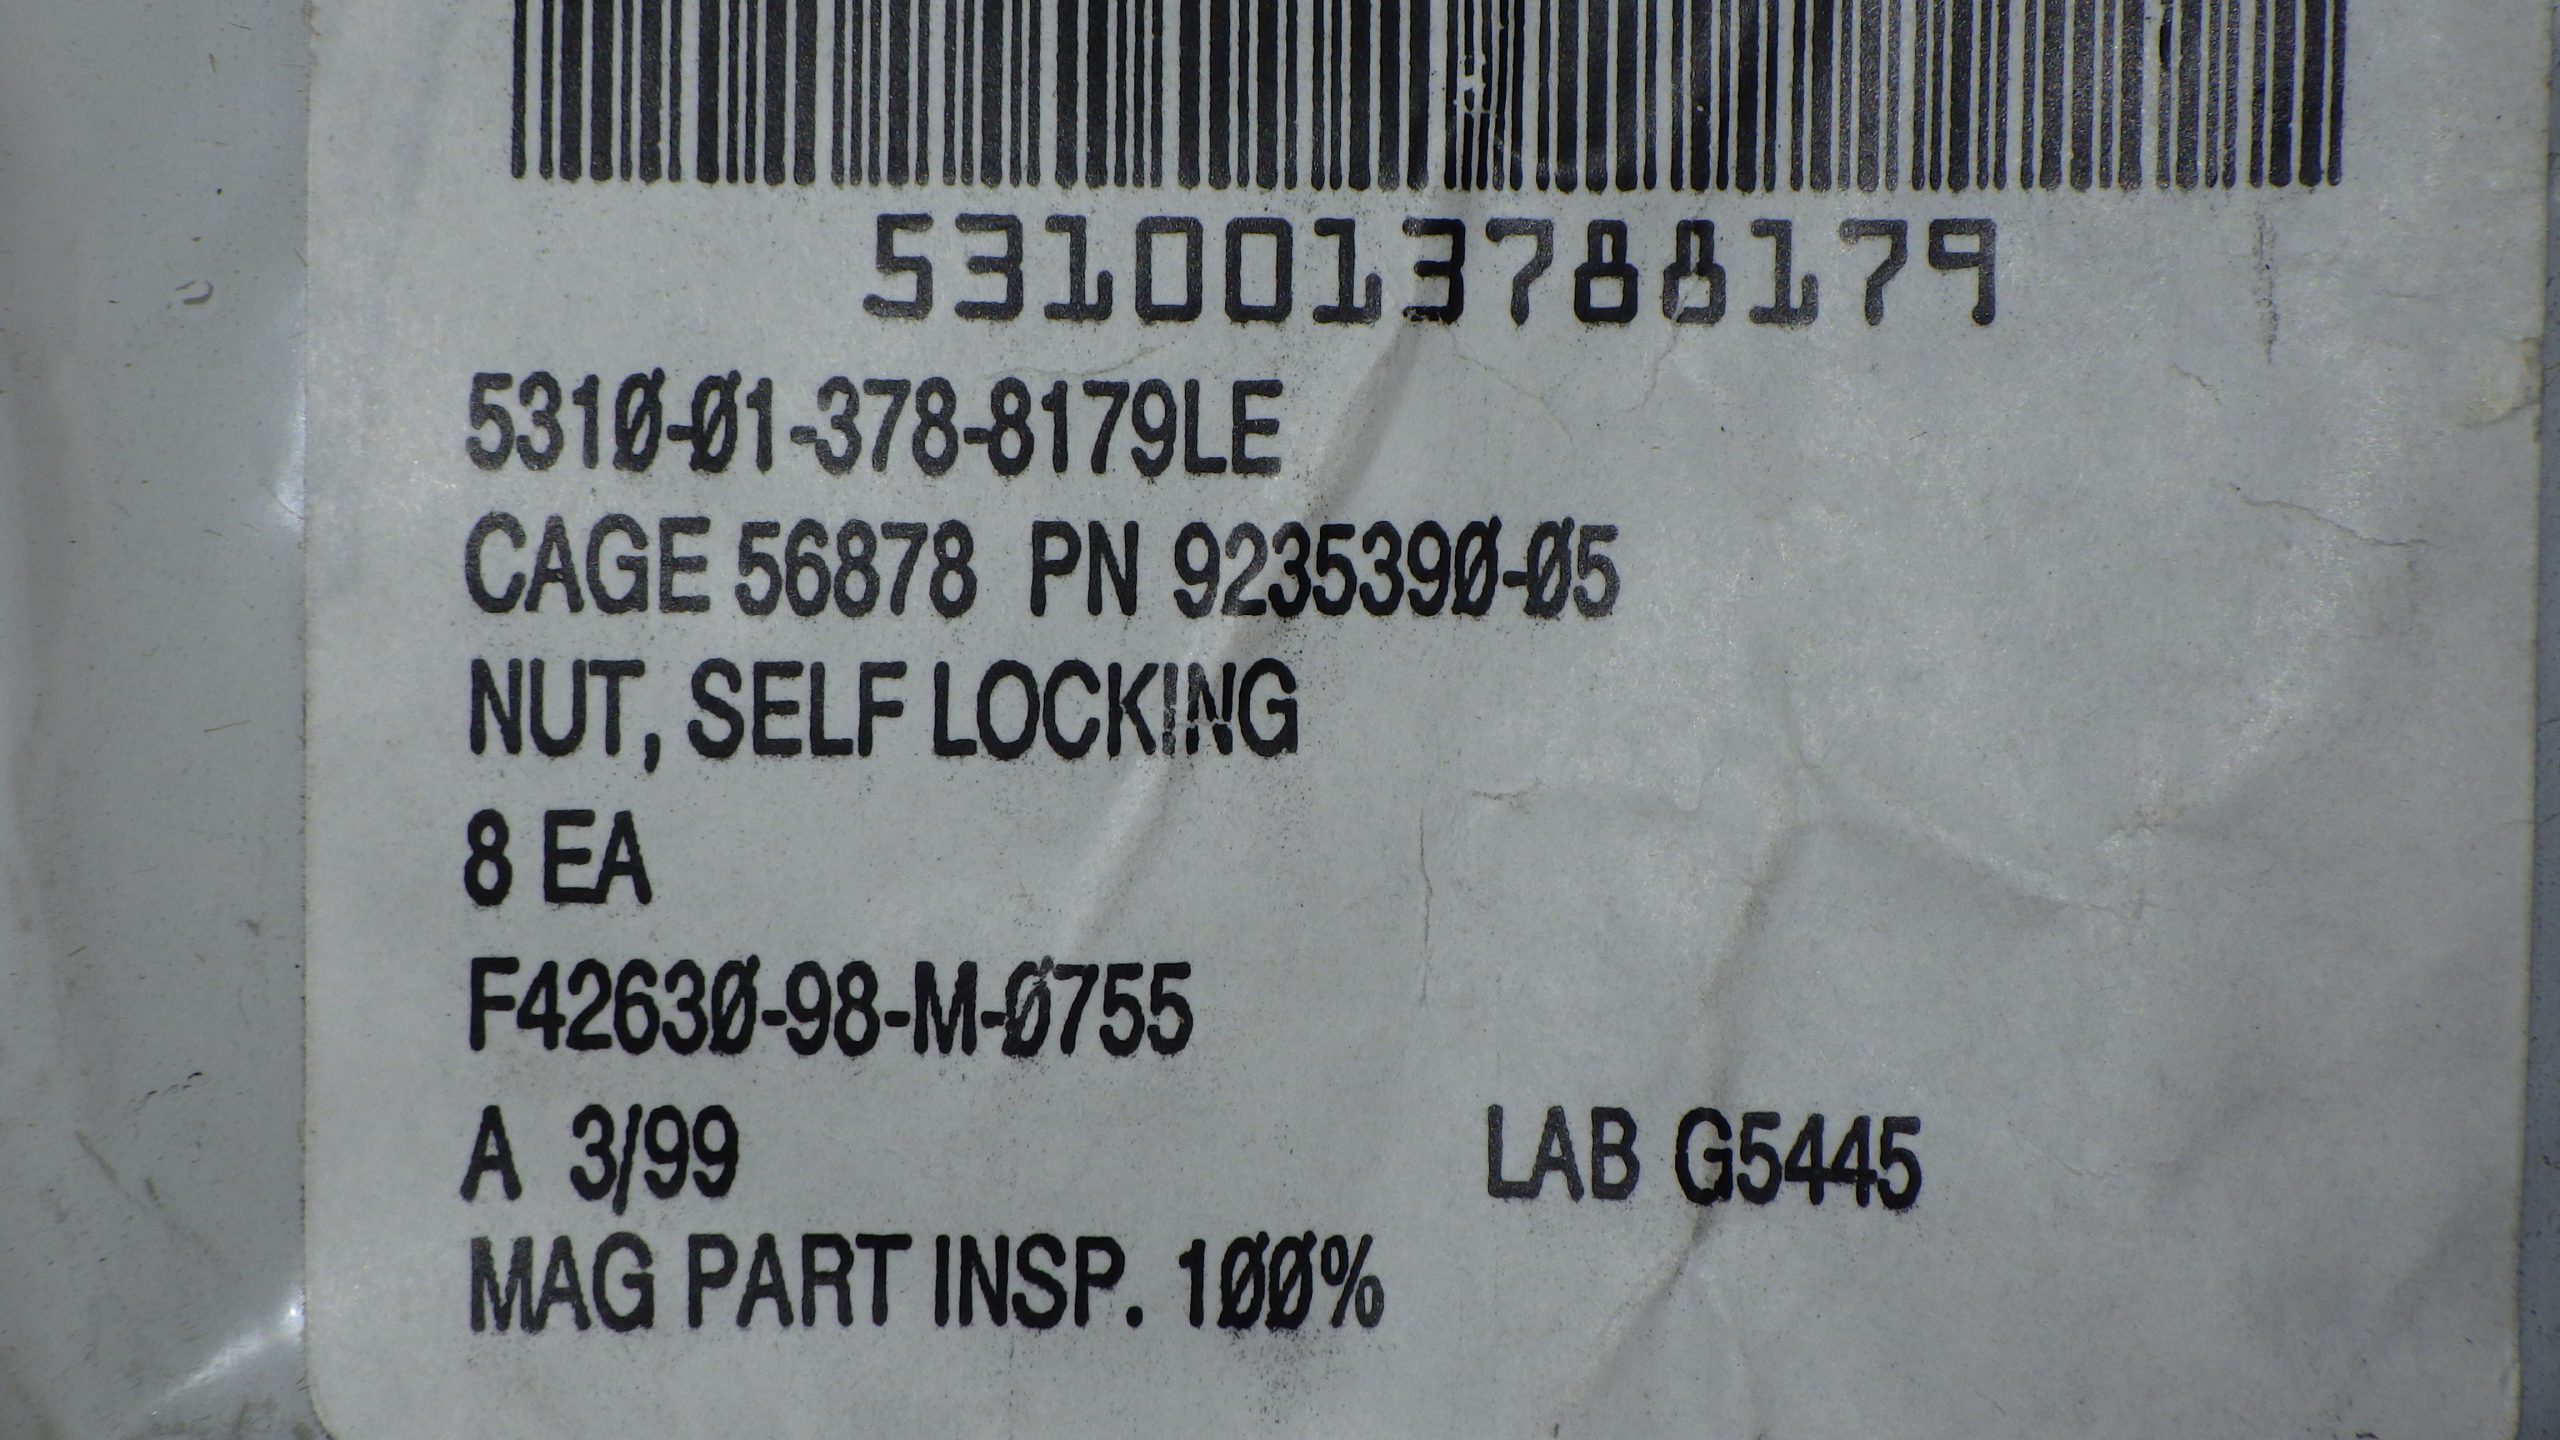 5310013788179
5310-01-378-8179LE
CAGE 56878 PN 9235390-05
NUT, SELF LOCKING
8 EA
F42630-98-M-0755
A 3/99 LAB G5445
MAG PART INSP. 100%